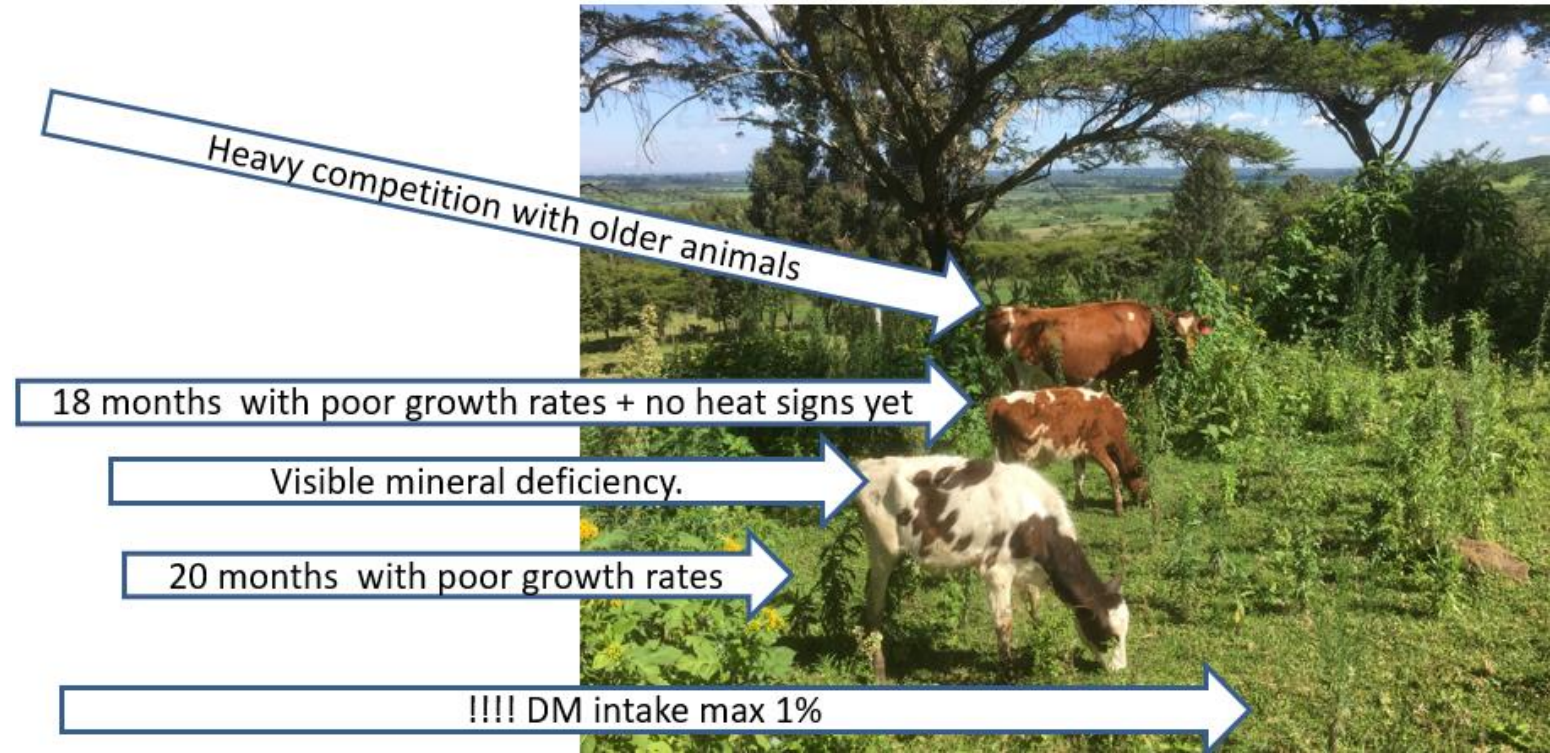 Heavy competition with older animals
18 months with poor growth rates + no heat signs yet
Visible mineral deficiency.
20 months with poor growth rates
!!!! DM intake max 1%